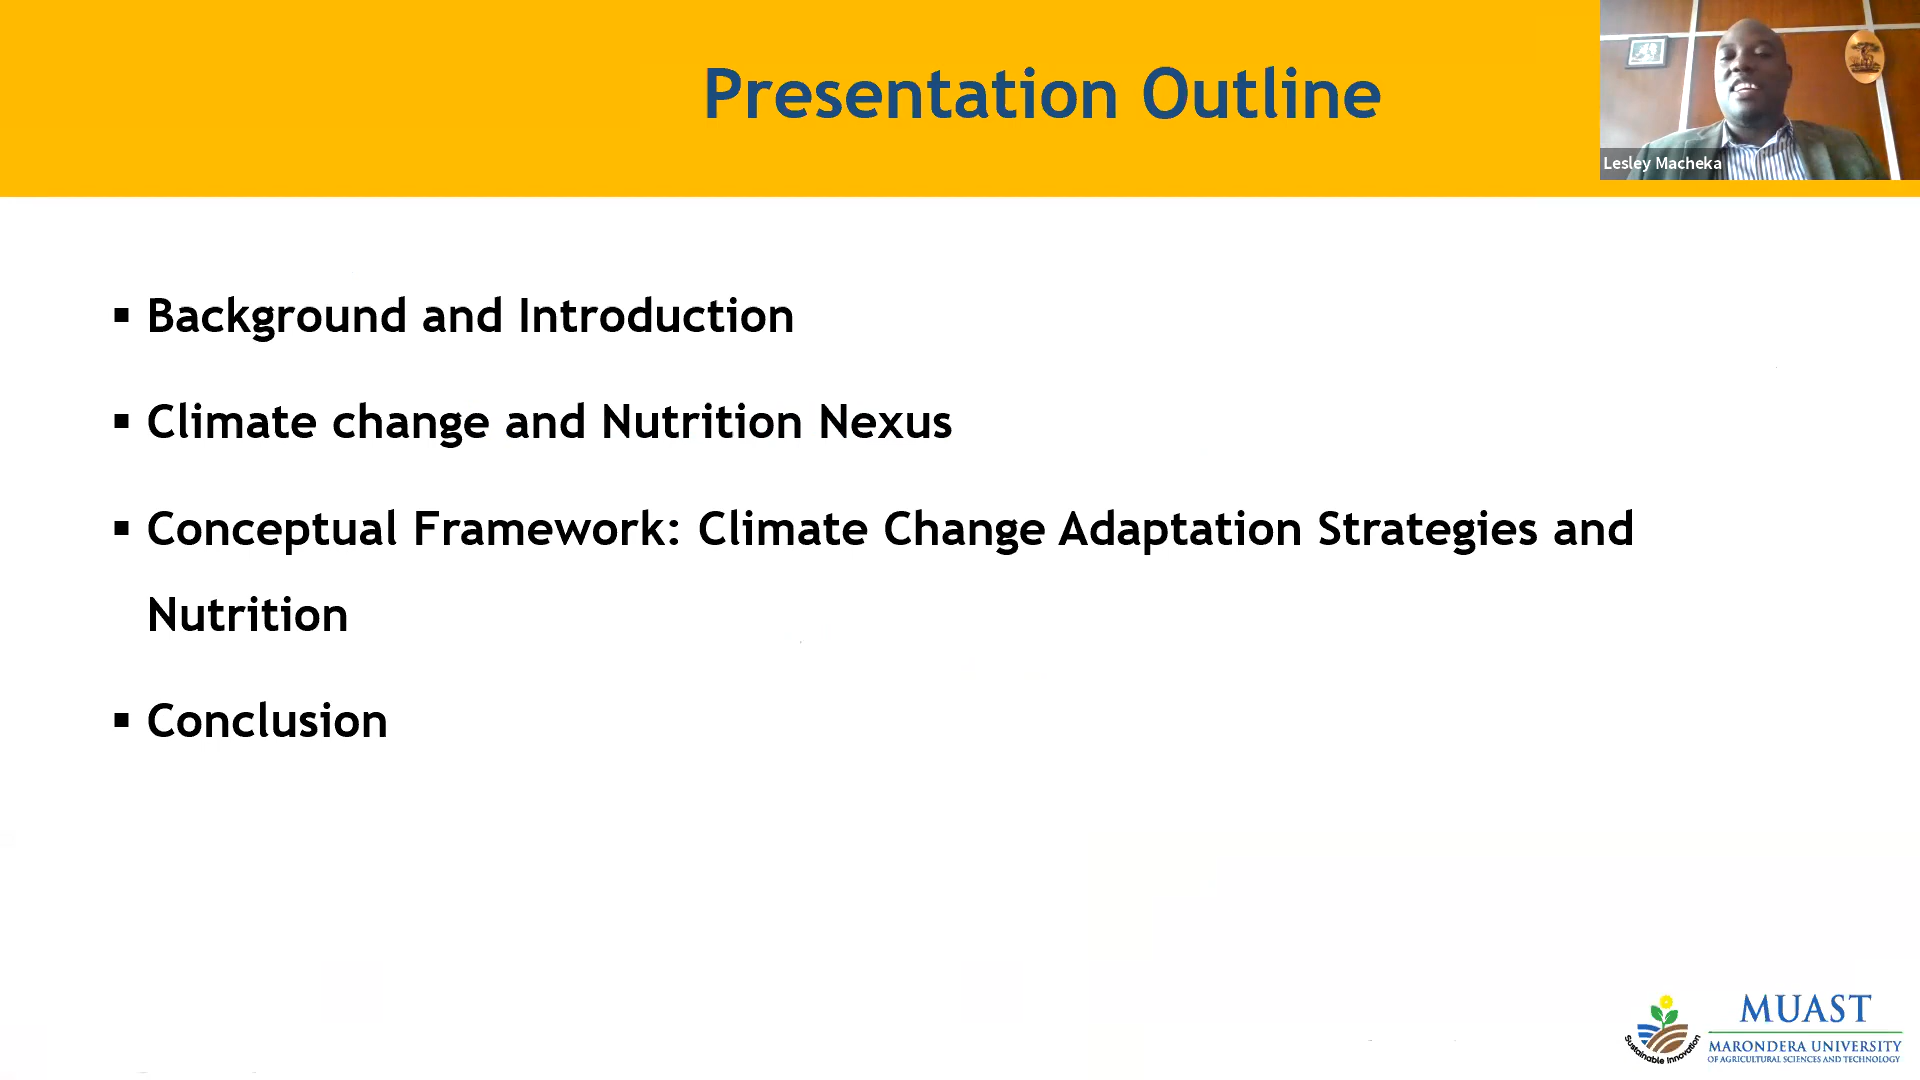 Presentation Outline
Lesley Macheka
▪ Background and Introduction
▪ Climate change and Nutrition Nexus
▪ Conceptual Framework: Climate Change Adaptation Strategies and
Nutrition
▪ Conclusion
Sustainable Innovation
MUAST
MARONDERA UNIVERSITY
OF AGRICULTURAL SCIENCES AND TECHNOLOGY